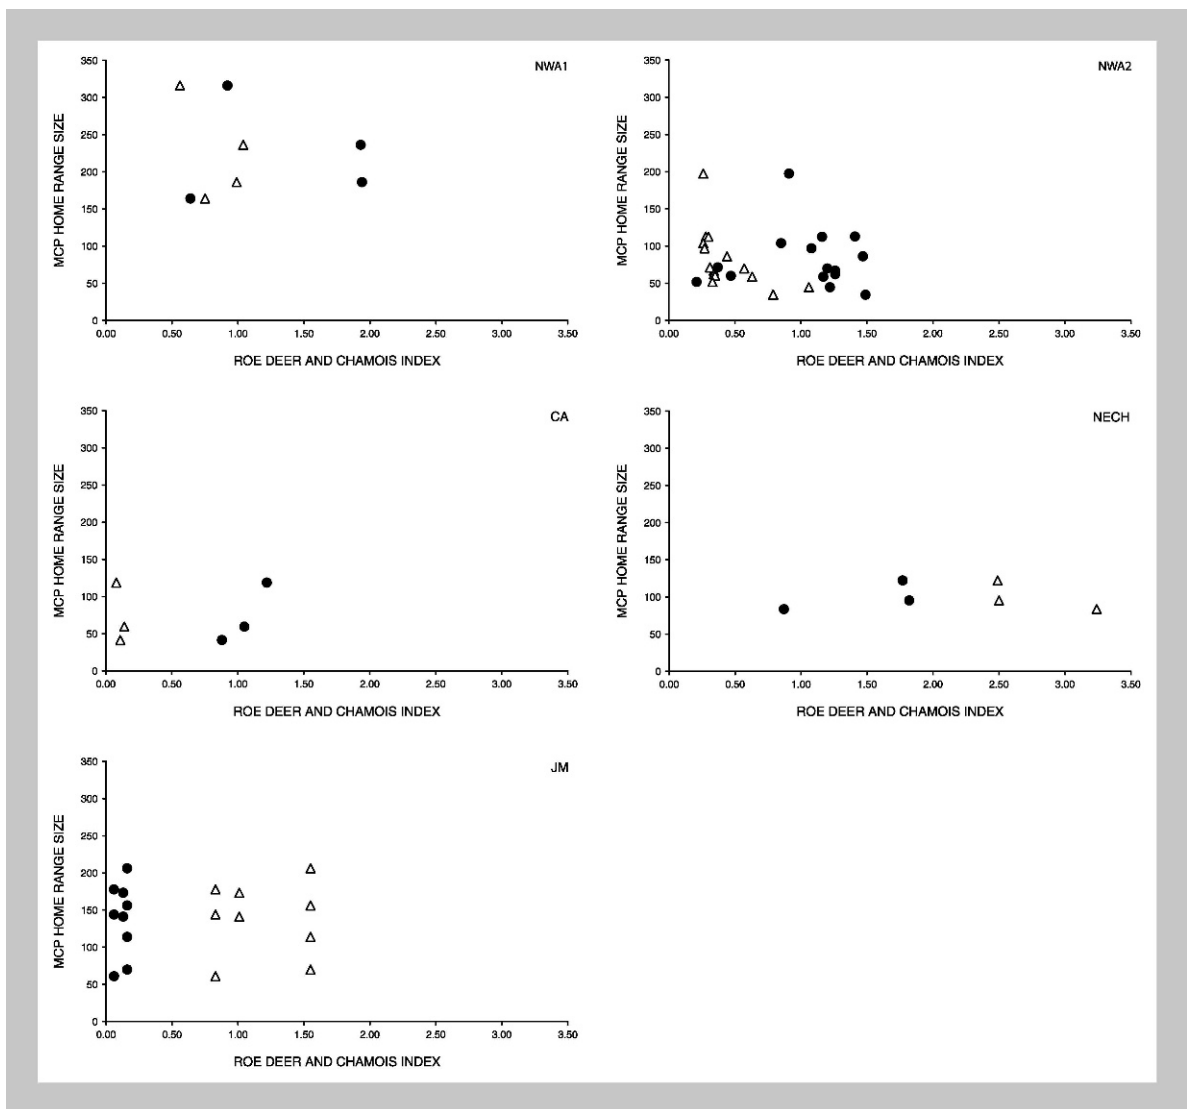 NWA1
MCP HOME RANGE SIZE
350
300
250
200
150
100
50
0
0.00 0.50 1.00 1.50 2.00 2.50 3.00 3.50
ROE DEER AND CHAMOIS INDEX
NWA2
MCP HOME RANGE SIZE
350
300
250
200
150
100
50
0
0.00 0.50 1.00 1.50 2.00 2.50 3.00 3.50
ROE DEER AND CHAMOIS INDEX
CA
MCP HOME RANGE SIZE
350
300
250
200
150
100
50
0
0.00 0.50 1.00 1.50 2.00 2.50 3.00 3.50
ROE DEER AND CHAMOIS INDEX
NECH
MCP HOME RANGE SIZE
350
300
250
200
150
100
50
0
0.00 0.50 1.00 1.50 2.00 2.50 3.00 3.50
ROE DEER AND CHAMOIS INDEX
JM
MCP HOME RANGE SIZE
350
300
250
200
150
100
50
0
0.00 0.50 1.00 1.50 2.00 2.50 3.00 3.50
ROE DEER AND CHAMOIS INDEX